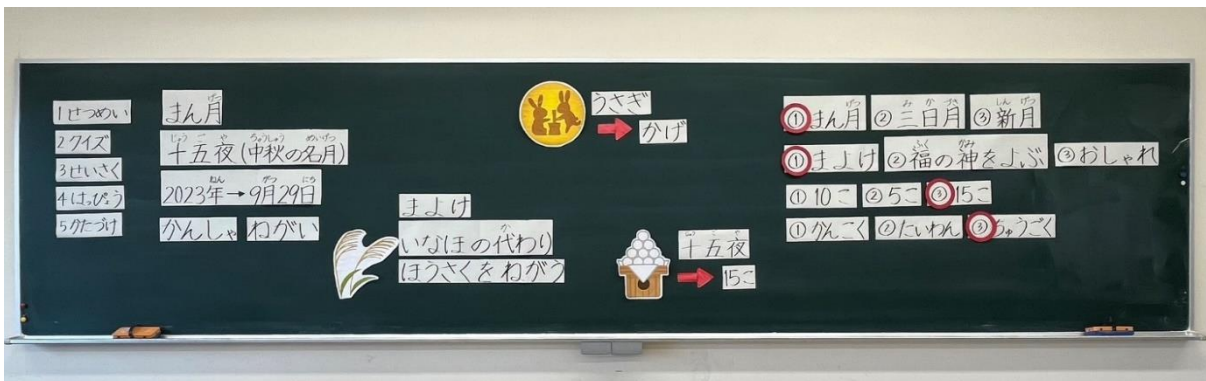 1せつめい
2クイズ
3せいさく
4はっぴょう
5かたづけ
まん月
十五夜(中秋の名月)
2023年→9月29日
かんしゃ ねがい
うさぎ
かげ
まよけ
いなほの代わり
ほうさくをねがう
十五夜
15こ
①まん月 ②三日月 ③新月
①まよけ ②福の神をよぶ ③おしゃれ
①10こ ②5こ ③15こ
①かんこく ②たいわん ③ちゅうごく